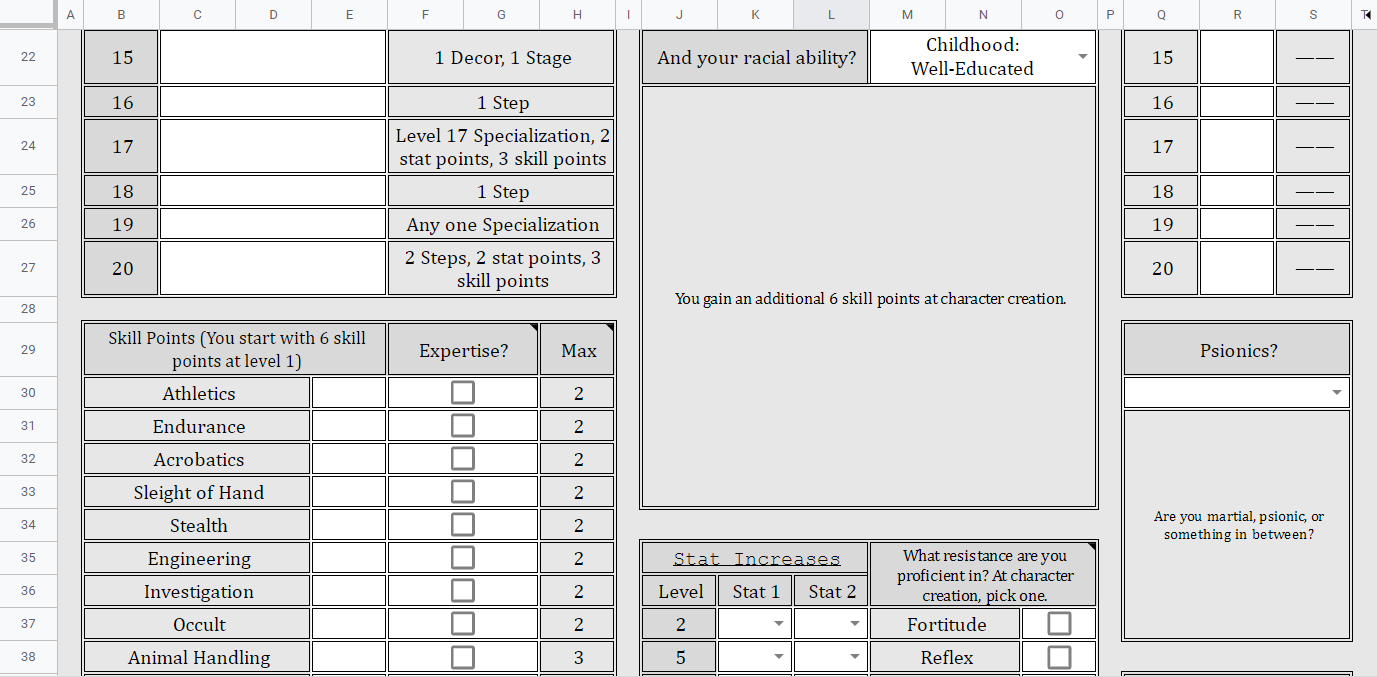 A B C D E F G H I J K L M N O P Q R S T
22 15 1 Decor, 1 Stage And your racial ability? Childhood:
Well-Educated 15 ——
23 16 1 Step 16 ——
24 17 Level 17 Specialization, 2
stat points, 3 skill points 17 ——
25 18 1 Step 18 ——
26 19 Any one Specialization 19 ——
27 20 2 Steps, 2 stat points, 3
skill points 20 ——
You gain an additional 6 skill points at character creation.
28
29 Skill Points (You start with 6 skill
points at level 1) Expertise? Max Psionics?
30 Athletics 2
31 Endurance 2
32 Acrobatics 2
33 Sleight of Hand 2
34 Stealth 2
Are you martial, psionic, or
something in between?
35 Engineering 2 Stat Increases What resistance are you
proficient in? At character
creation, pick one.
36 Investigation 2 Level Stat 1 Stat 2
37 Occult 2 2 Fortitude
38 Animal Handling 3 5 Reflex